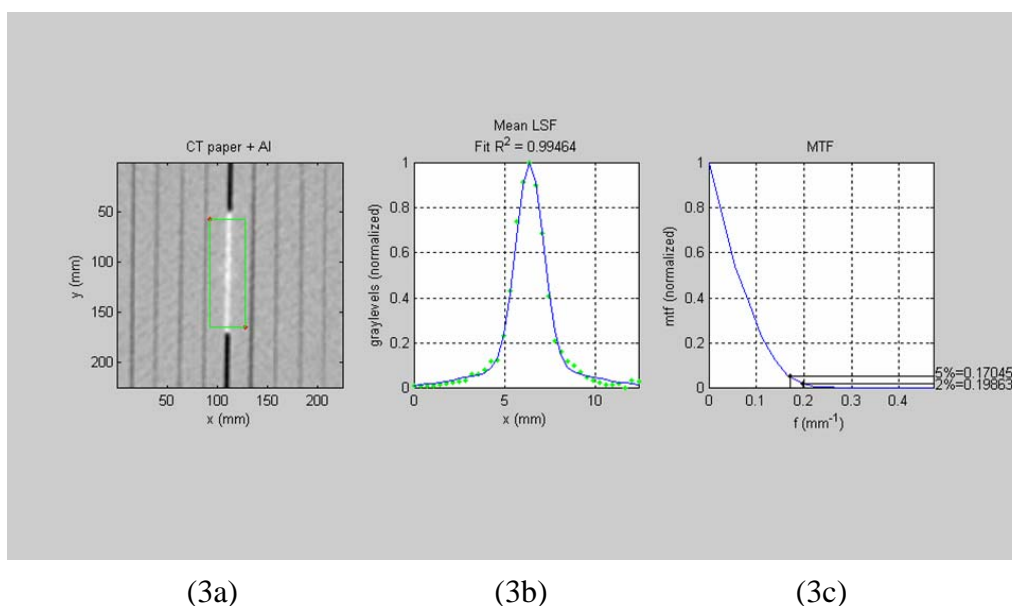 CT paper + Al
50
100
150
200
y (mm)
50 100 150 200
x (mm)
Mean LSF
Fit R² = 0.99464
1
0.8
0.6
0.4
0.2
0
graylevels (normalized)
0 5 10
x (mm)
MTF
1
0.8
0.6
0.4
0.2
0
mtf (normalized)
5%=0.17045
2%=0.19863
0 0.1 0.2 0.3 0.4
f (mm⁻¹)
(3a) (3b) (3c)